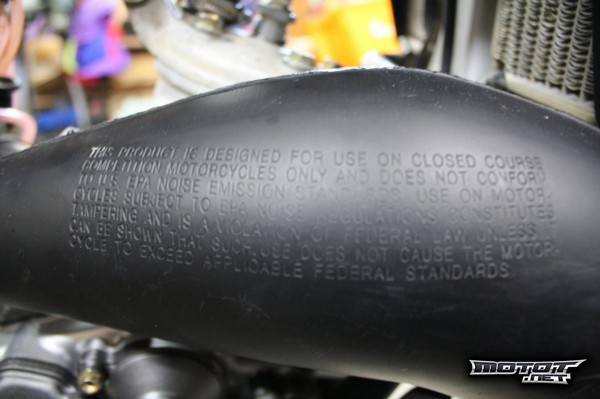 THIS PRODUCT IS DESIGNED FOR USE ON CLOSED COURSE
COMPETITION MOTORCYCLES ONLY AND DOES NOT CONFORM
TO U.S. EPA NOISE EMISSION STANDARDS. USE ON MOTOR-
CYCLES SUBJECT TO EPA NOISE REGULATIONS CONSTITUTES
TAMPERING AND IS A VIOLATION OF FEDERAL LAW UNLESS IT
CAN BE SHOWN THAT SUCH USE DOES NOT CAUSE THE MOTOR-
CYCLE TO EXCEED APPLICABLE FEDERAL STANDARDS.
MOTOT
.NET